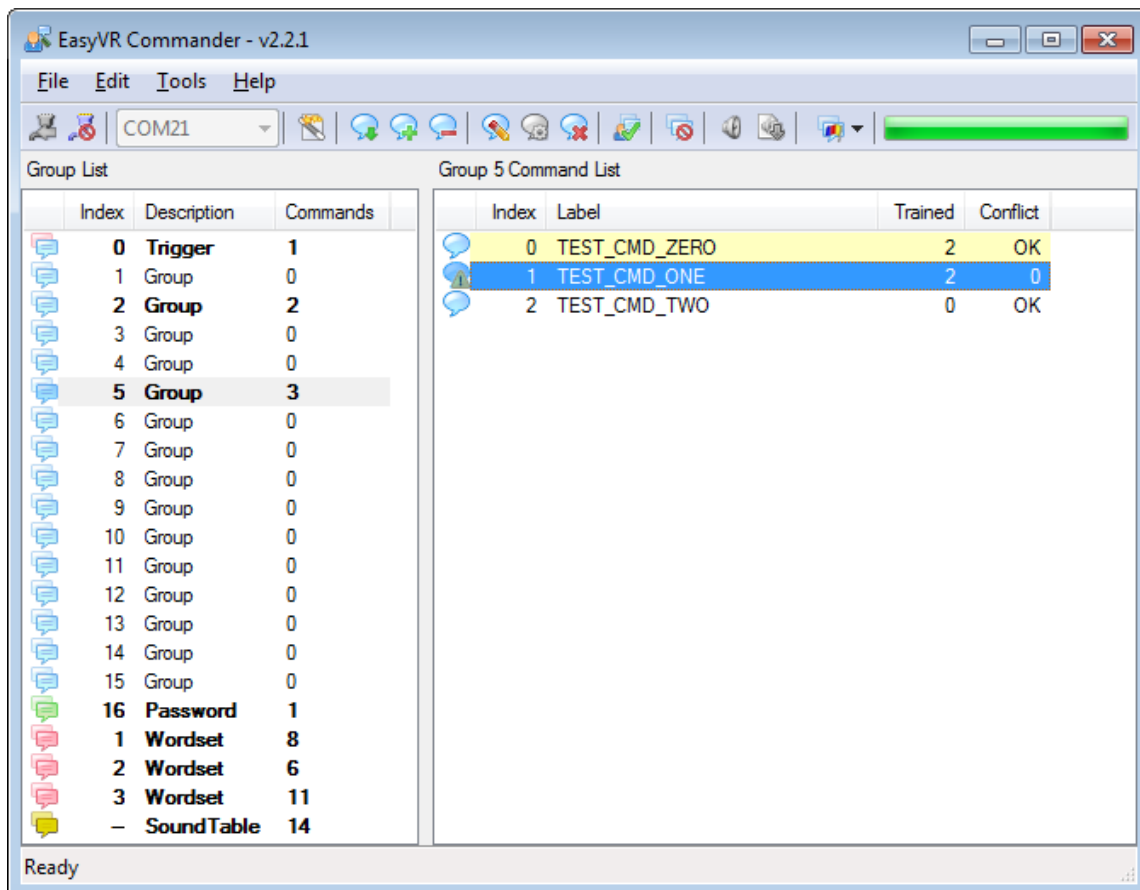 EasyVR Commander - v2.2.1
File Edit Tools Help
COM21
Group List
Index Description Commands
0 Trigger 1
1 Group 0
2 Group 2
3 Group 0
4 Group 0
5 Group 3
6 Group 0
7 Group 0
8 Group 0
9 Group 0
10 Group 0
11 Group 0
12 Group 0
13 Group 0
14 Group 0
15 Group 0
16 Password 1
1 Wordset 8
2 Wordset 6
3 Wordset 11
– SoundTable 14
Group 5 Command List
Index Label Trained Conflict
0 TEST_CMD_ZERO 2 OK
1 TEST_CMD_ONE 2 0
2 TEST_CMD_TWO 0 OK
Ready